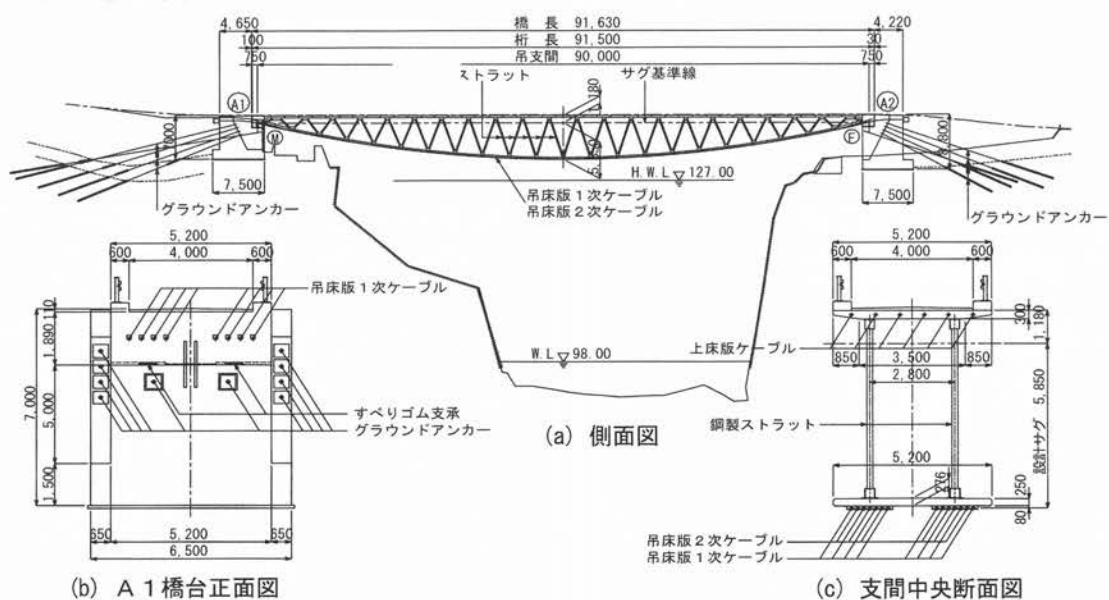 4,650
橋 長 91,630
4,220
100
桁 長 91,500
30
750
吊支間 90,000
750
ストラット
180
サグ基準線
A1
A2
M
F
H.W.L ▽ 127.00
7,500
吊床版1次ケーブル
吊床版2次ケーブル
7,500
グラウンドアンカー
グラウンドアンカー
W.L ▽ 98.00
(a) 側面図
5,200
600 4,000 600
吊床版1次ケーブル
110
1,890
7,000
5,000
1,500
すべりゴム支承
グラウンドアンカー
650 5,200 650
6,500
(b) A1橋台正面図
5,200
600 4,000 600
300
1,180
上床版ケーブル
850 3,500 850
2,800
鋼製ストラット
設計サグ 5,850
5,200
276
250
80
吊床版2次ケーブル
吊床版1次ケーブル
(c) 支間中央断面図